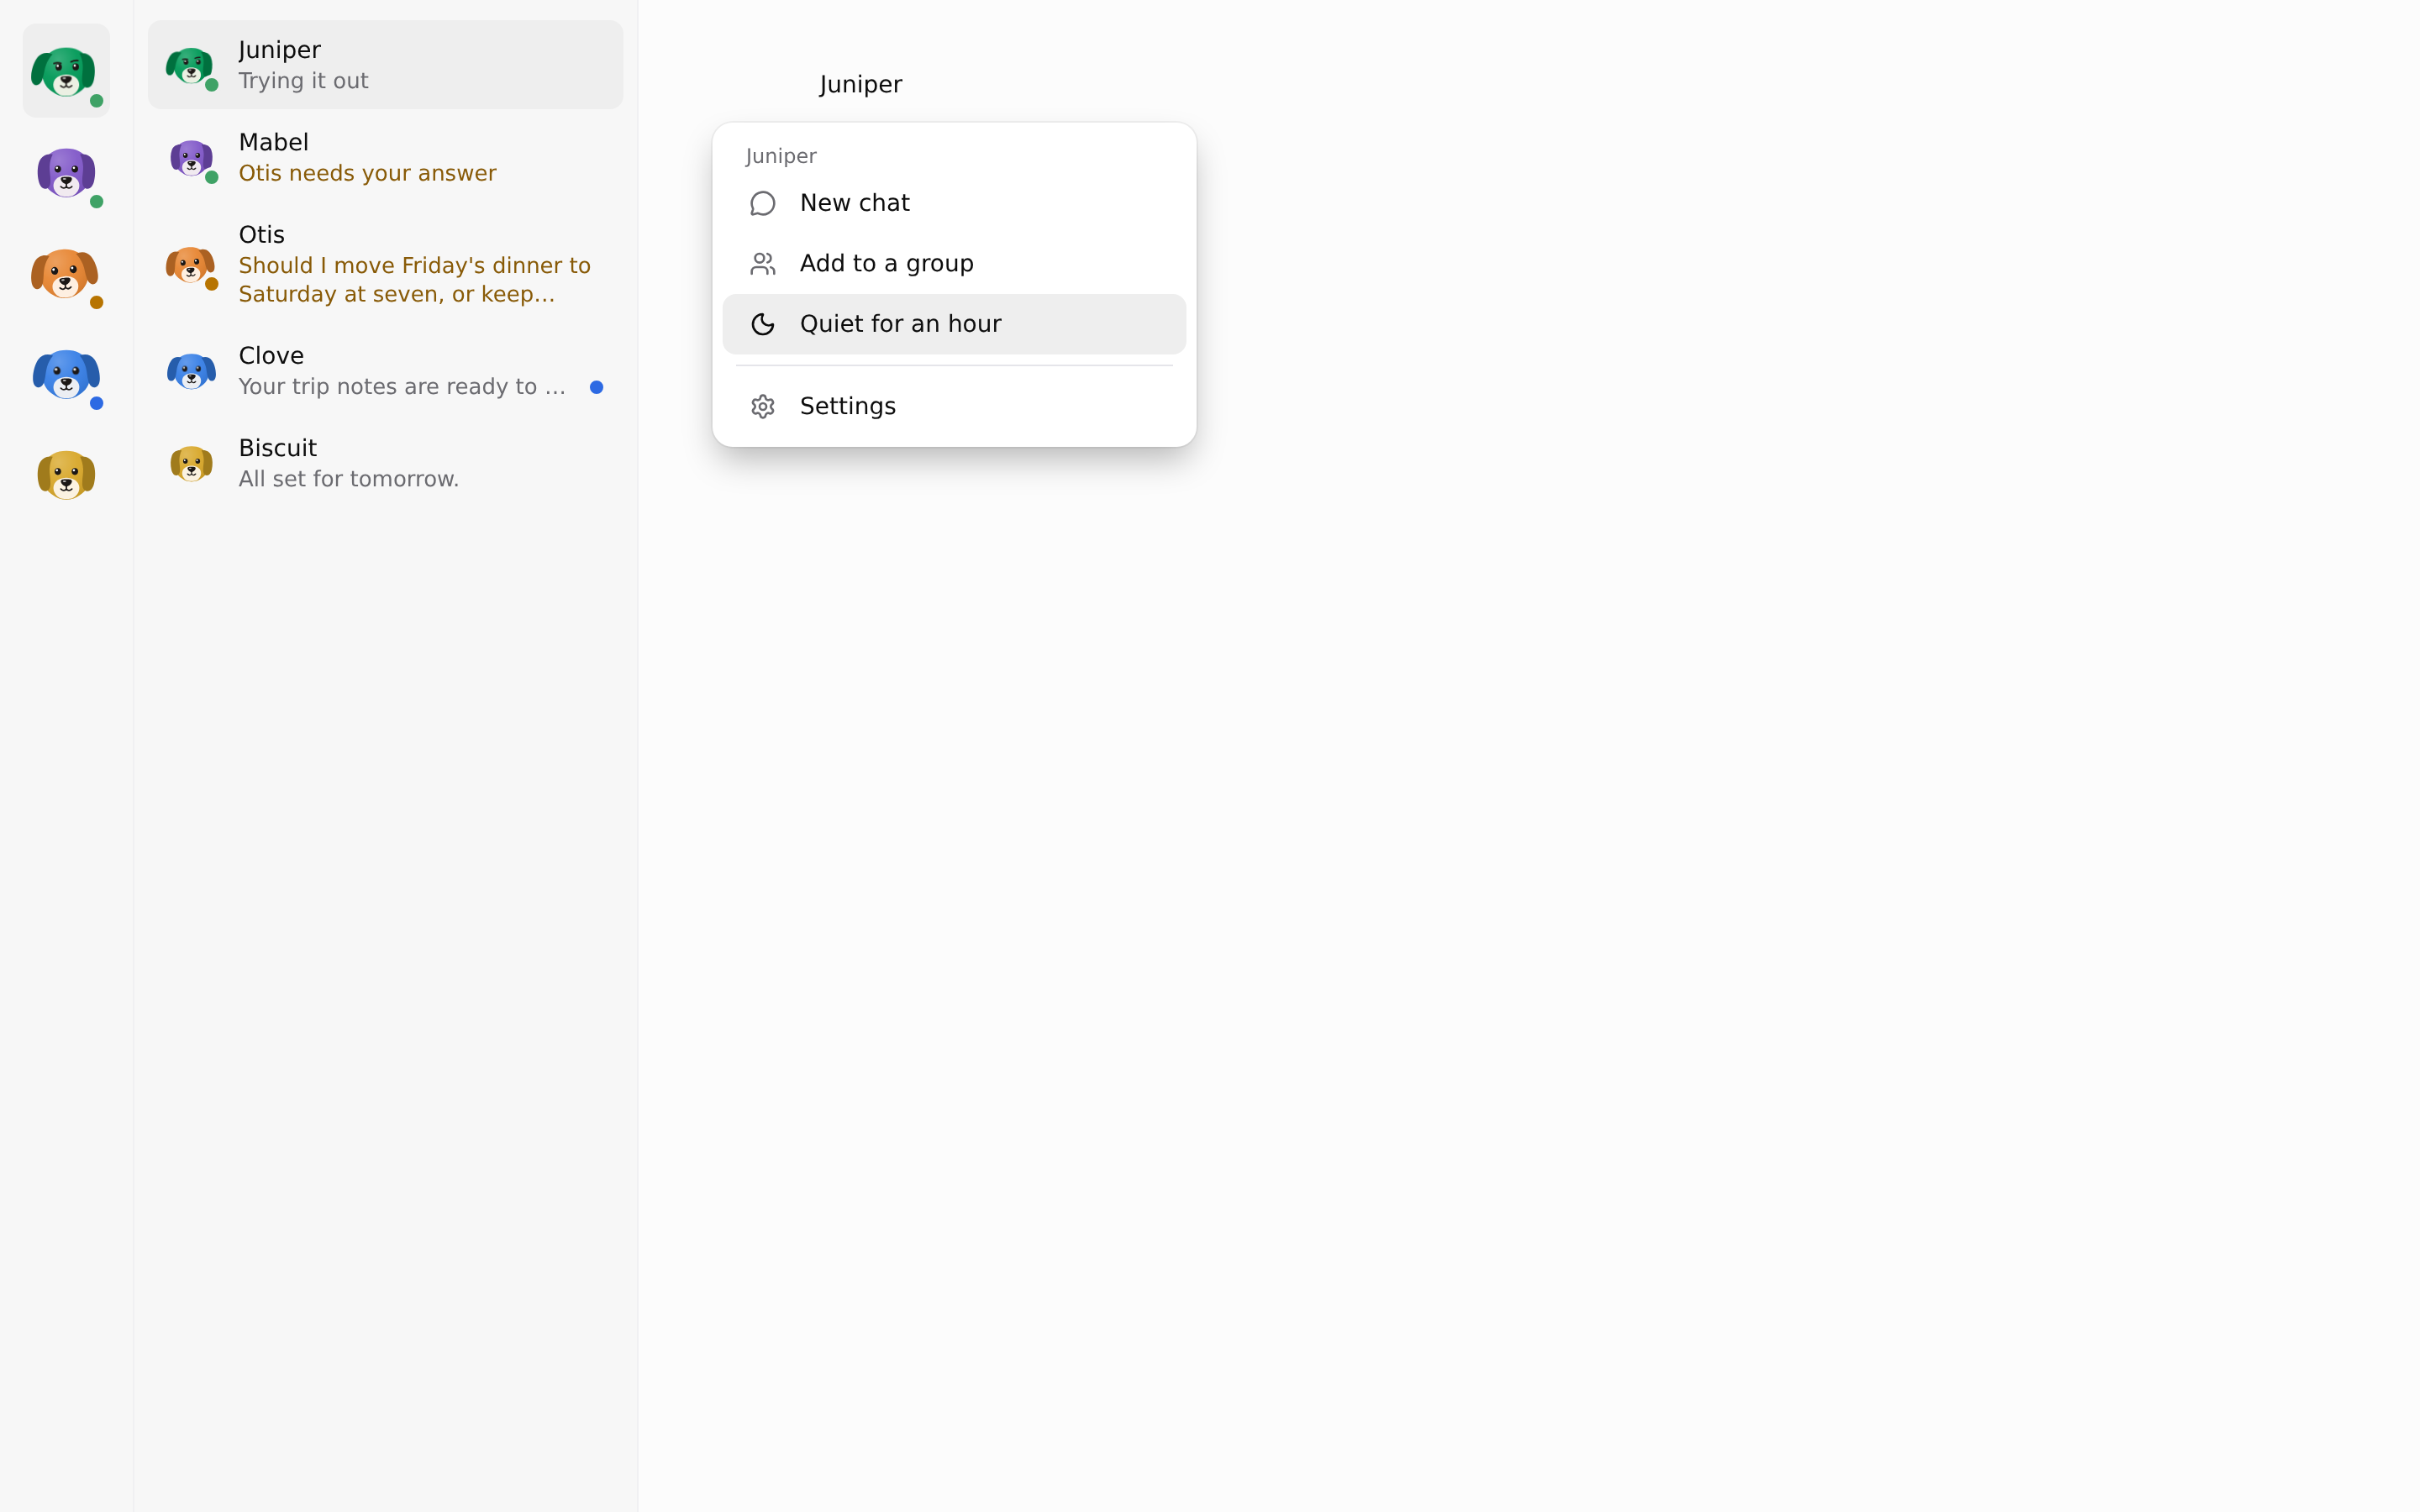 Juniper
Trying it out
Mabel
Otis needs your answer
Otis
Should I move Friday's dinner to
Saturday at seven, or keep…
Clove
Your trip notes are ready to …
Biscuit
All set for tomorrow.
Juniper
Juniper
New chat
Add to a group
Quiet for an hour
Settings